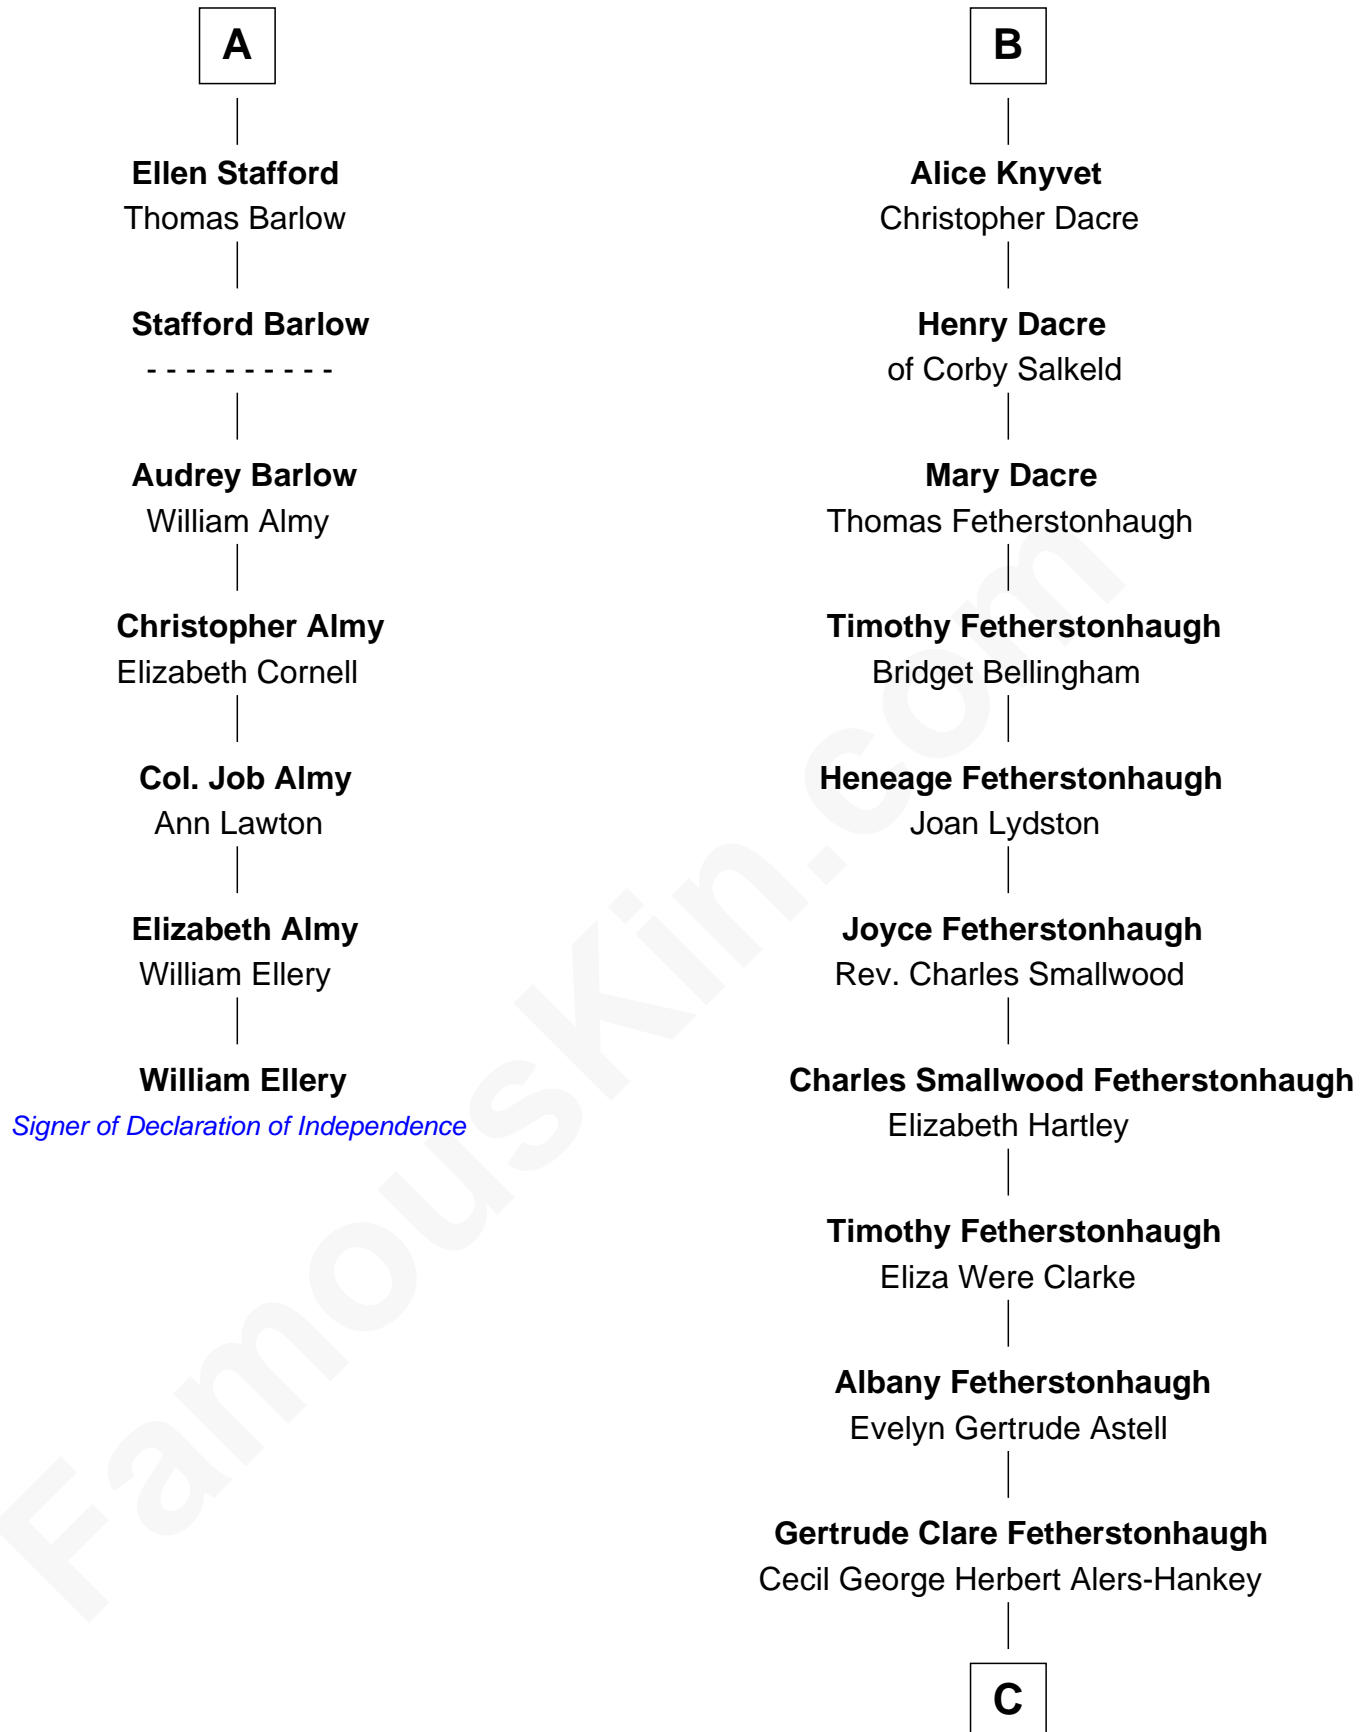 A
Ellen Stafford
Thomas Barlow
Stafford Barlow
- - - - - - - - - -
Audrey Barlow
William Almy
Christopher Almy
Elizabeth Cornell
Col. Job Almy
Ann Lawton
Elizabeth Almy
William Ellery
William Ellery
Signer of Declaration of Independence
B
Alice Knyvet
Christopher Dacre
Henry Dacre
of Corby Salkeld
Mary Dacre
Thomas Fetherstonhaugh
Timothy Fetherstonhaugh
Bridget Bellingham
Heneage Fetherstonhaugh
Joan Lydston
Joyce Fetherstonhaugh
Rev. Charles Smallwood
Charles Smallwood Fetherstonhaugh
Elizabeth Hartley
Timothy Fetherstonhaugh
Eliza Were Clarke
Albany Fetherstonhaugh
Evelyn Gertrude Astell
Gertrude Clare Fetherstonhaugh
Cecil George Herbert Alers-Hankey
C
FamousKin.com